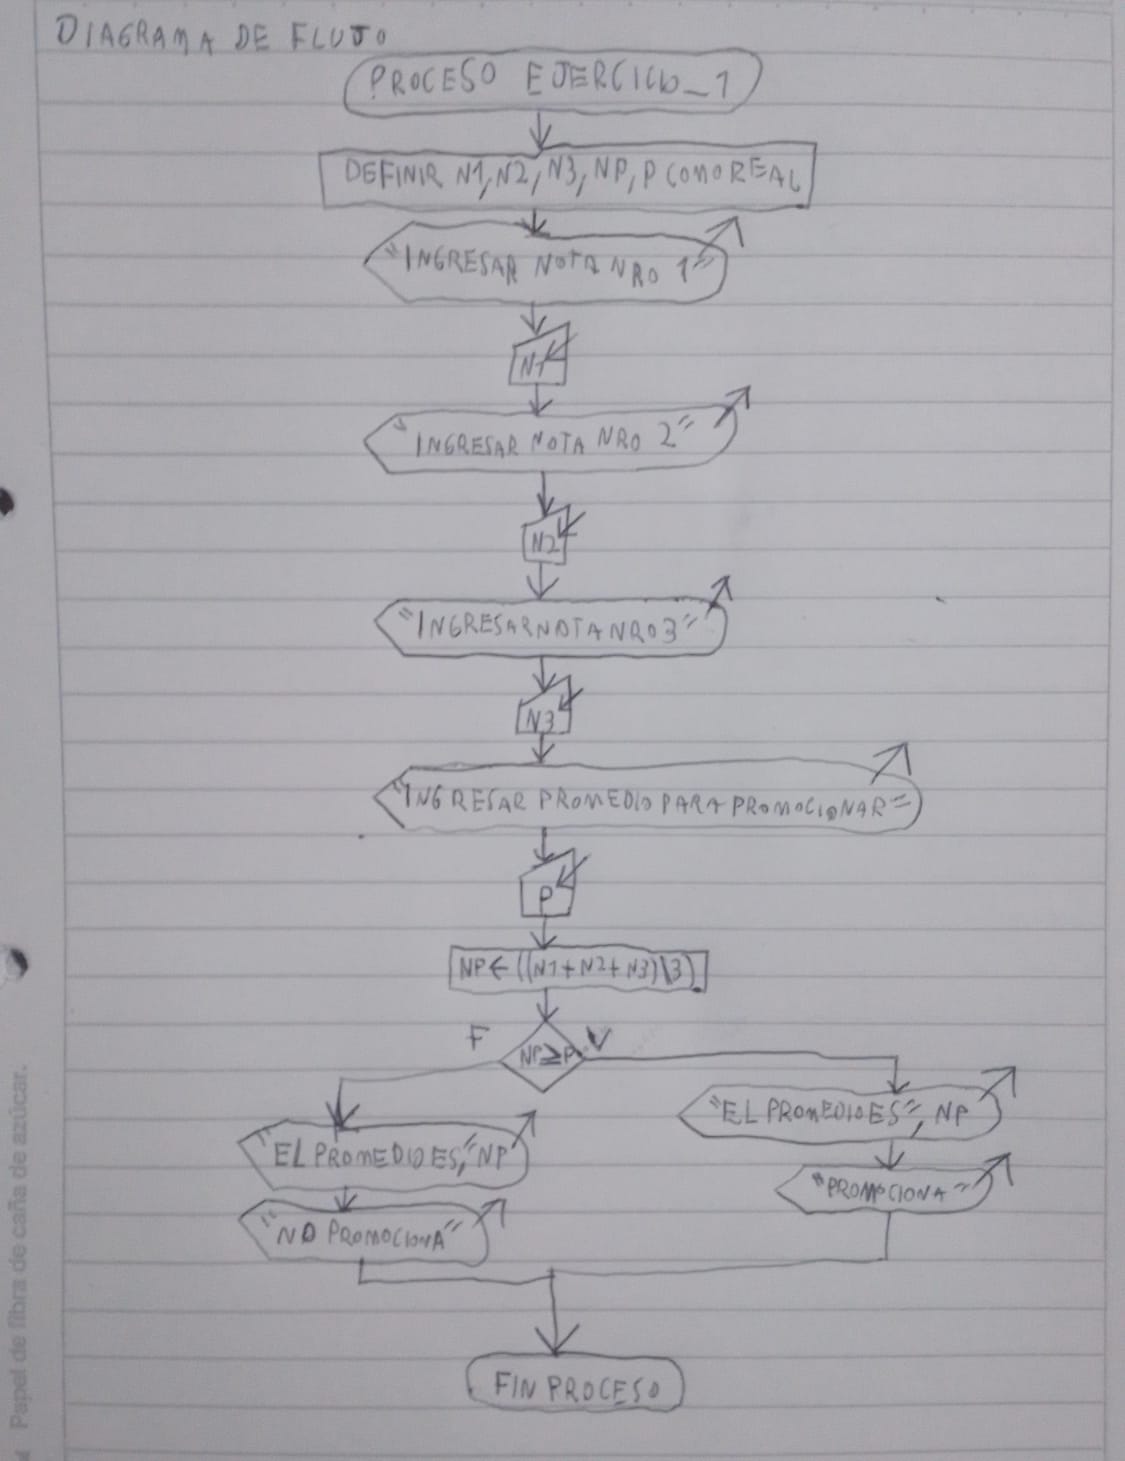 DIAGRAMA DE FLUJO
PROCESO EJERCICIO_1
DEFINIR N1, N2, N3, NP, P COMO REAL
"INGRESAR NOTA NRO 1"
N1
"INGRESAR NOTA NRO 2"
N2
"INGRESAR NOTA NRO 3"
N3
"INGRESAR PROMEDIO PARA PROMOCIONAR"
P
NP ← ((N1+N2+N3)\3)
F NP≥P V
"EL PROMEDIO ES", NP
"PROMOCIONA"
"EL PROMEDIO ES," NP
"NO PROMOCIONA"
FIN PROCESO
Papel de fibra de caña de azúcar.